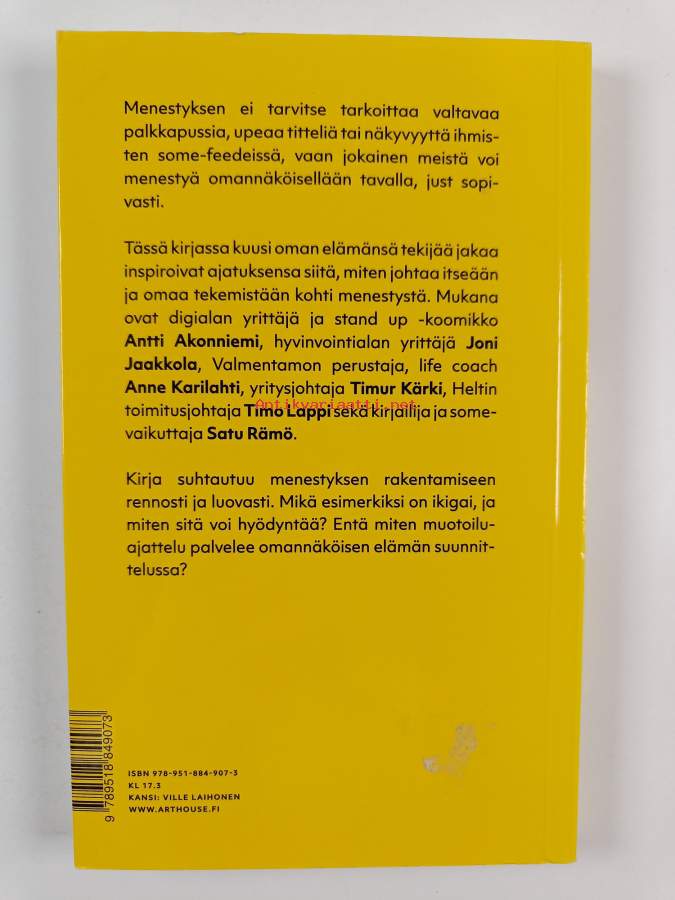 Menestyksen ei tarvitse tarkoittaa valtavaa
palkkapussia, upeaa titteliä tai näkyvyyttä ihmis-
ten some-feedeissä, vaan jokainen meistä voi
menestyä omannäköisellään tavalla, just sopi-
vasti.
Tässä kirjassa kuusi oman elämänsä tekijää jakaa
inspiroivat ajatuksensa siitä, miten johtaa itseään
ja omaa tekemistään kohti menestystä. Mukana
ovat digialan yrittäjä ja stand up -koomikko
Antti Akonniemi, hyvinvointialan yrittäjä Joni
Jaakkola, Valmentamon perustaja, life coach
Anne Karilahti, yritysjohtaja Timur Kärki, Heltin
Antikvariaatti.net
toimitusjohtaja Timo Lappi sekä kirjailija ja some-
vaikuttaja Satu Rämö.
Kirja suhtautuu menestyksen rakentamiseen
rennosti ja luovasti. Mikä esimerkiksi on ikigai, ja
miten sitä voi hyödyntää? Entä miten muotoilu-
ajattelu palvelee omannäköisen elämän suunnit-
telussa?
9 789518 849073
ISBN 978-951-884-907-3
KL 17.3
KANSI: VILLE LAIHONEN
WWW.ARTHOUSE.FI